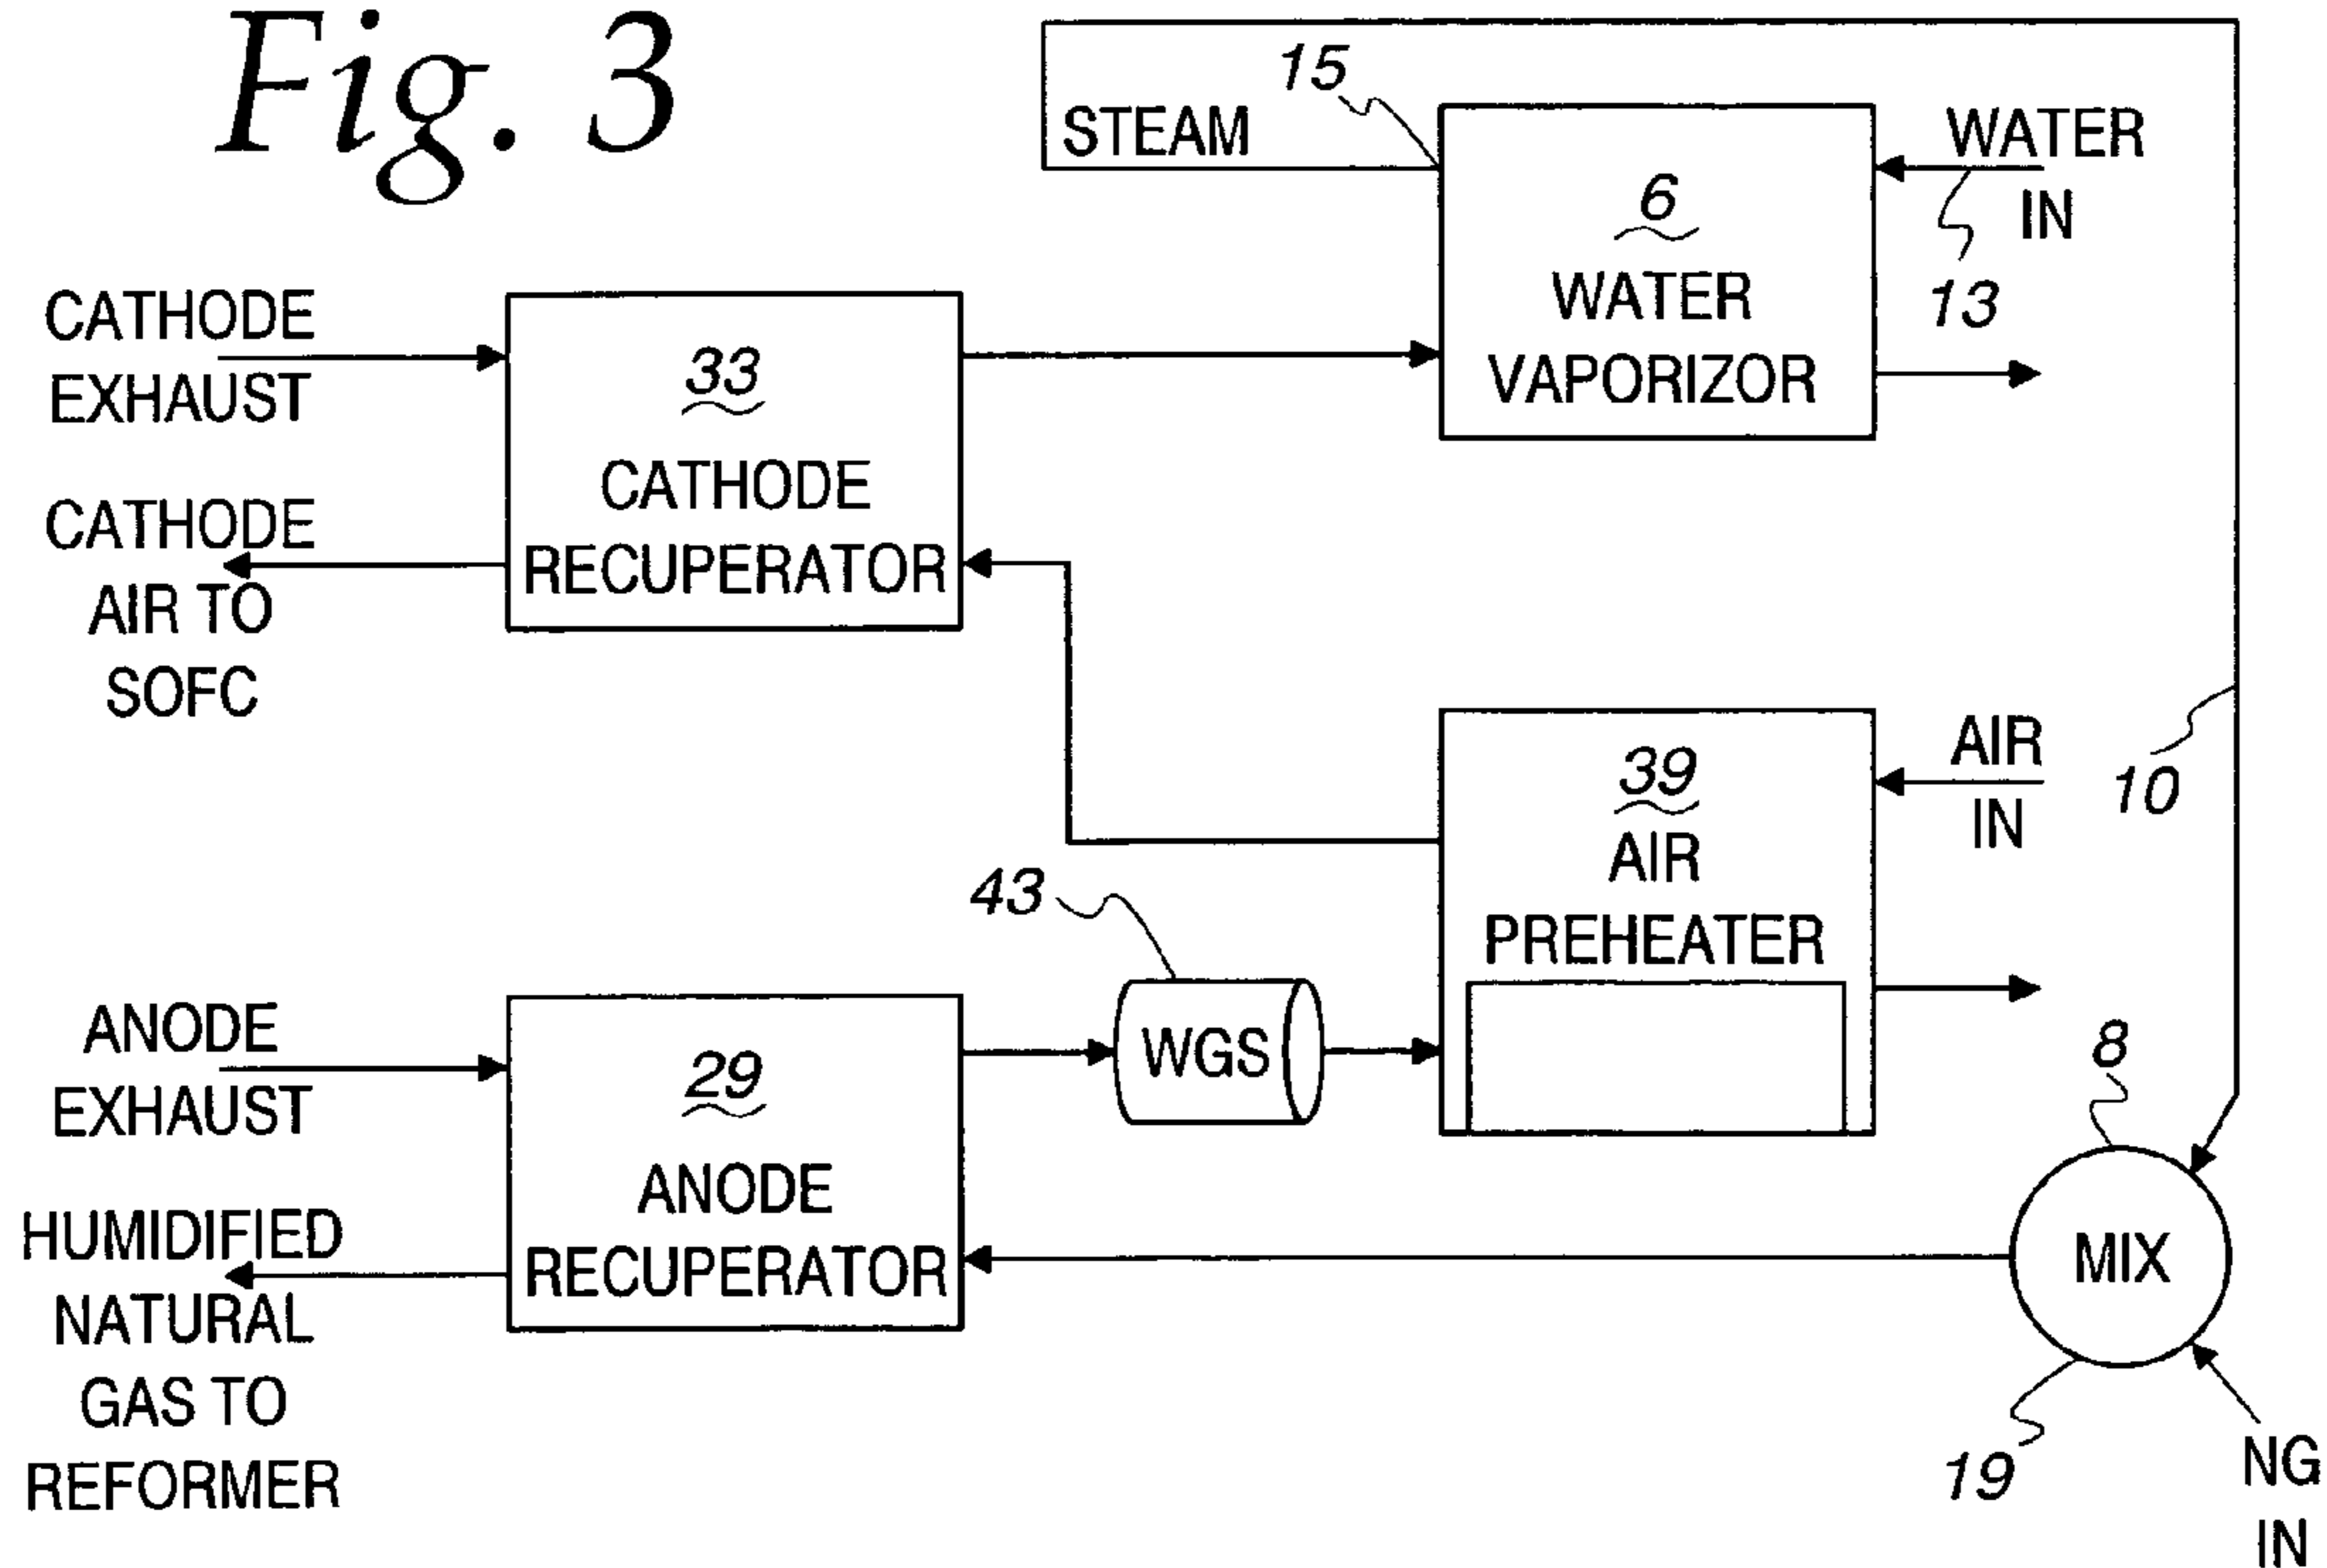 Fig. 3
15
STEAM
WATER
IN
6
WATER
VAPORIZOR
13
CATHODE
EXHAUST
33
CATHODE
RECUPERATOR
CATHODE
AIR TO
SOFC
AIR
IN
10
39
AIR
PREHEATER
43
WGS
ANODE
EXHAUST
29
ANODE
RECUPERATOR
HUMIDIFIED
NATURAL
GAS TO
REFORMER
8
MIX
19
NG
IN